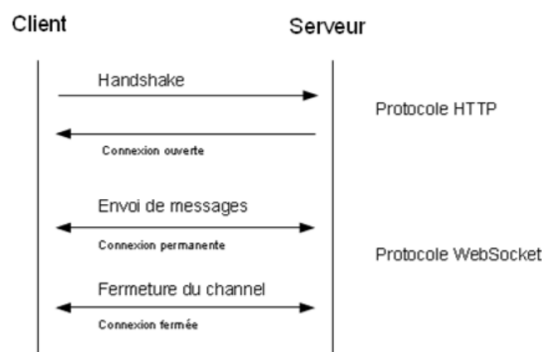 Client
Serveur
Handshake
Protocole HTTP
Connexion ouverte
Envoi de messages
Connexion permanente
Protocole WebSocket
Fermeture du channel
Connexion fermée